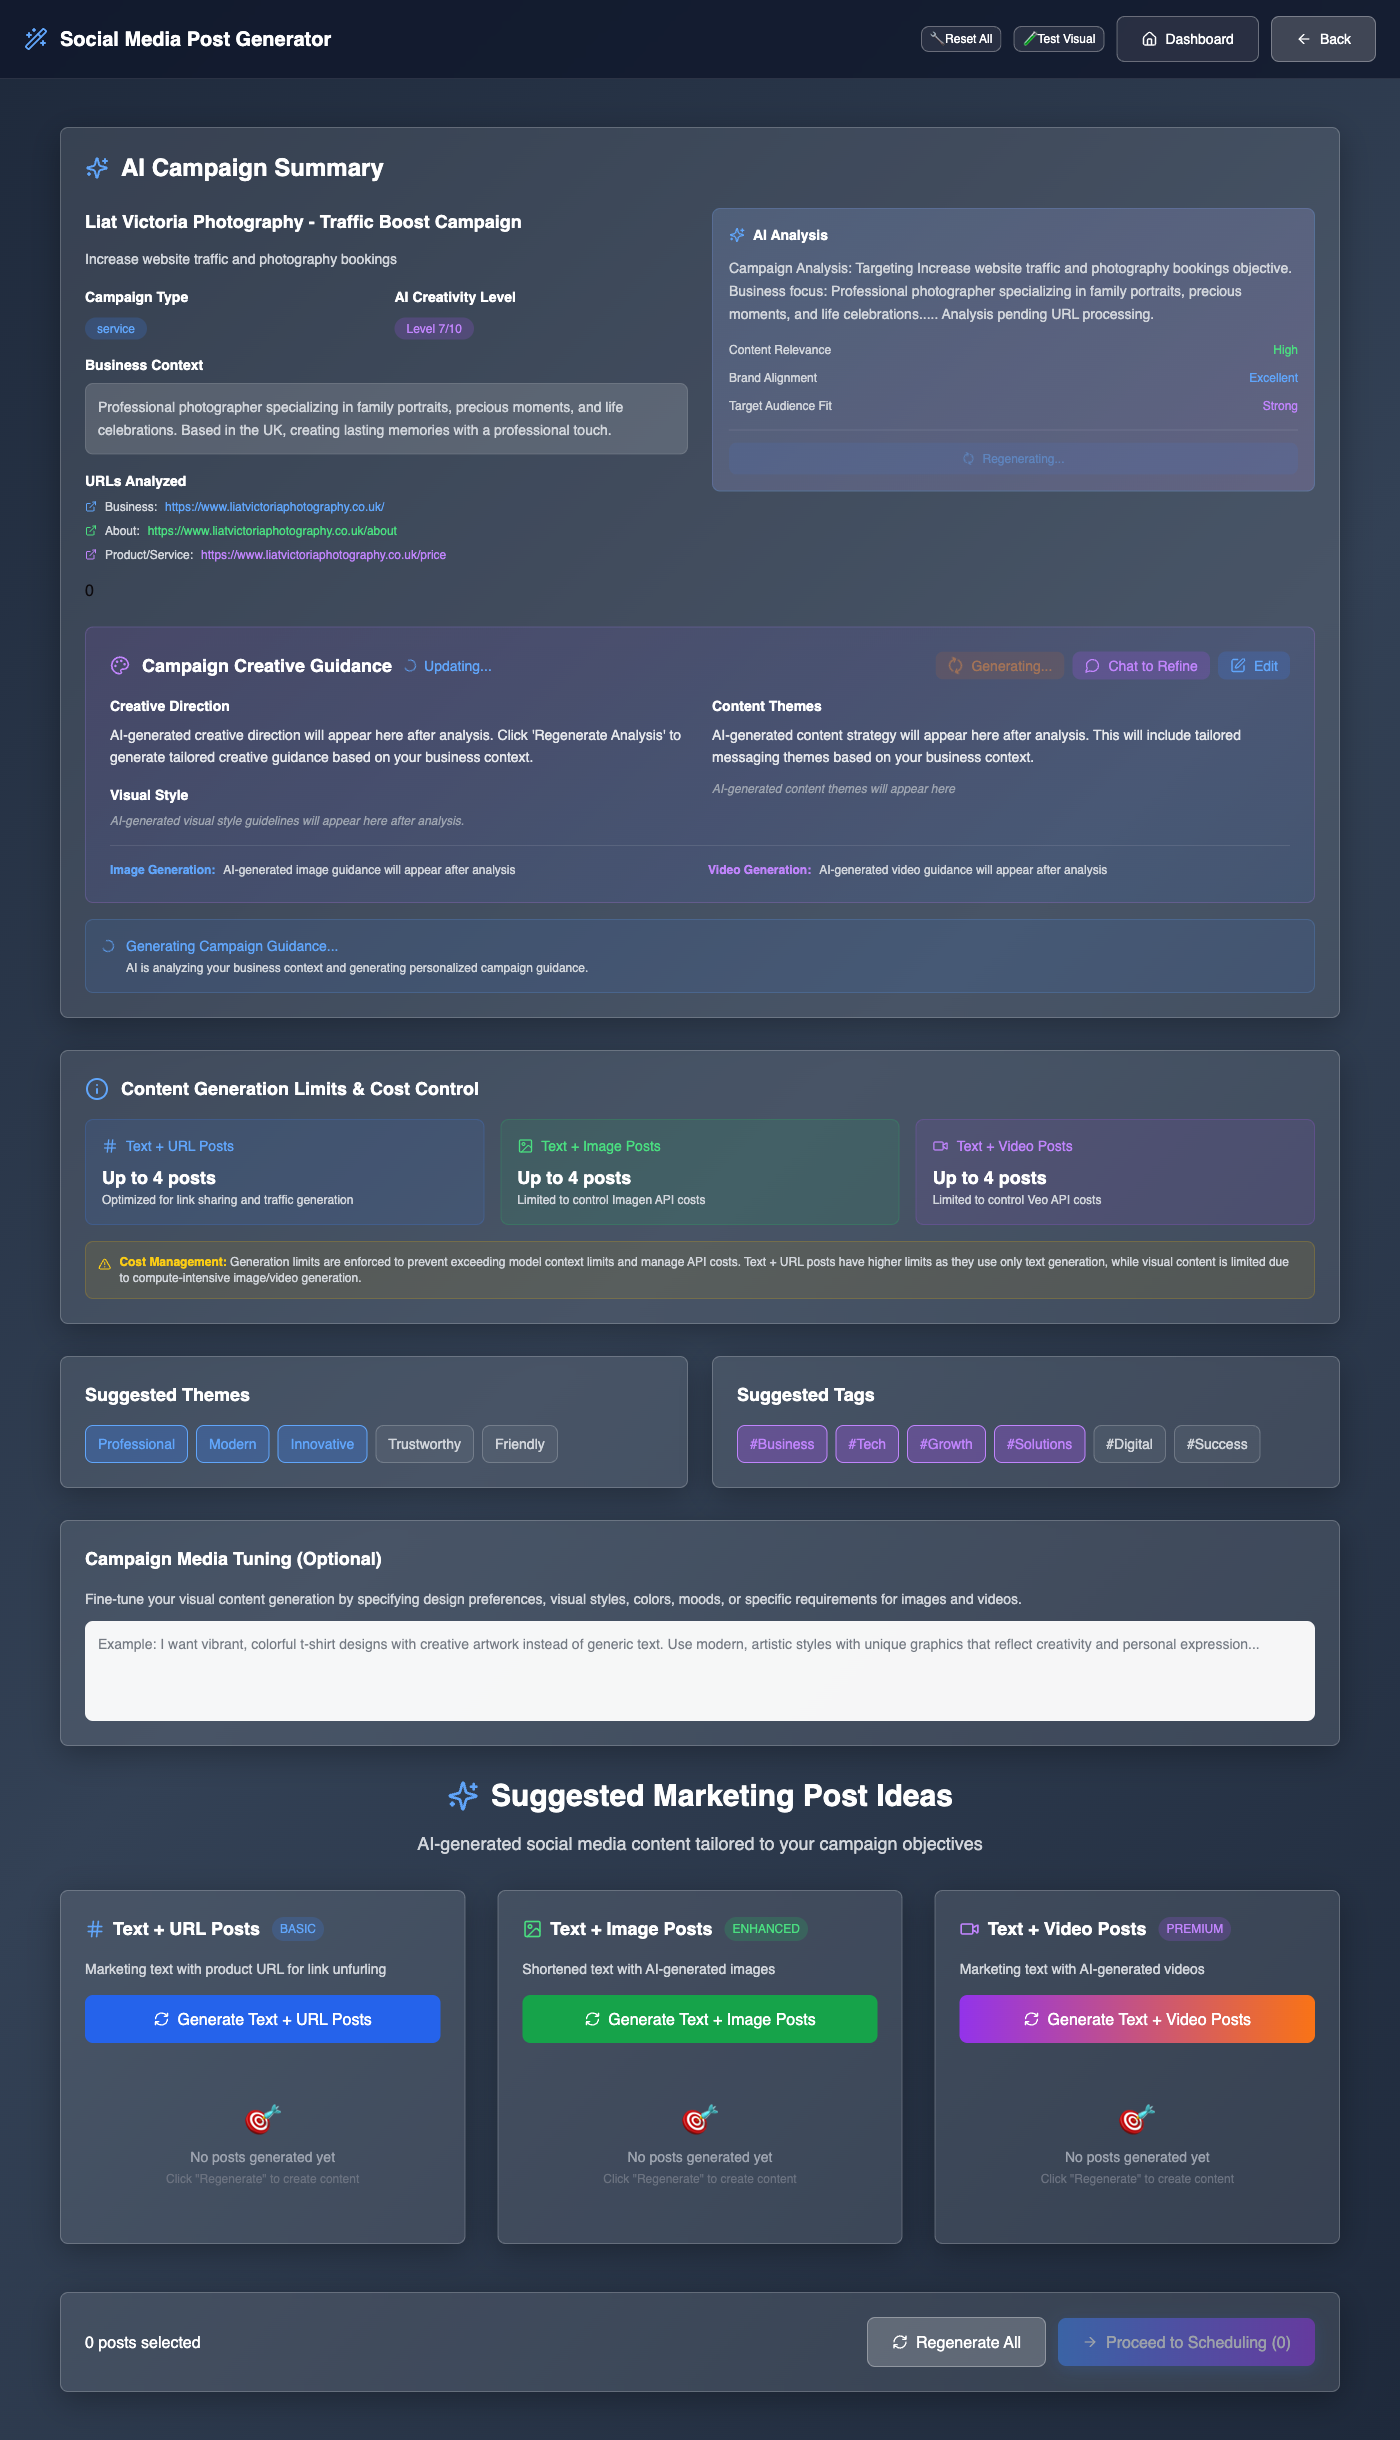 Social Media Post Generator
Reset All
Test Visual
Dashboard
Back
AI Campaign Summary
Liat Victoria Photography - Traffic Boost Campaign
Increase website traffic and photography bookings
Campaign Type
AI Creativity Level
service
Level 7/10
Business Context
Professional photographer specializing in family portraits, precious moments, and life
celebrations. Based in the UK, creating lasting memories with a professional touch.
URLs Analyzed
Business: https://www.liatvictoriaphotography.co.uk/
About: https://www.liatvictoriaphotography.co.uk/about
Product/Service: https://www.liatvictoriaphotography.co.uk/price
0
AI Analysis
Campaign Analysis: Targeting Increase website traffic and photography bookings objective.
Business focus: Professional photographer specializing in family portraits, precious
moments, and life celebrations..... Analysis pending URL processing.
Content Relevance High
Brand Alignment Excellent
Target Audience Fit Strong
Regenerating...
Campaign Creative Guidance
Updating...
Generating...
Chat to Refine
Edit
Creative Direction
AI-generated creative direction will appear here after analysis. Click 'Regenerate Analysis' to
generate tailored creative guidance based on your business context.
Visual Style
AI-generated visual style guidelines will appear here after analysis.
Content Themes
AI-generated content strategy will appear here after analysis. This will include tailored
messaging themes based on your business context.
AI-generated content themes will appear here
Image Generation: AI-generated image guidance will appear after analysis
Video Generation: AI-generated video guidance will appear after analysis
Generating Campaign Guidance...
AI is analyzing your business context and generating personalized campaign guidance.
Content Generation Limits & Cost Control
Text + URL Posts
Up to 4 posts
Optimized for link sharing and traffic generation
Text + Image Posts
Up to 4 posts
Limited to control Imagen API costs
Text + Video Posts
Up to 4 posts
Limited to control Veo API costs
Cost Management: Generation limits are enforced to prevent exceeding model context limits and manage API costs. Text + URL posts have higher limits as they use only text generation, while visual content is limited due
to compute-intensive image/video generation.
Suggested Themes
Professional
Modern
Innovative
Trustworthy
Friendly
Suggested Tags
#Business
#Tech
#Growth
#Solutions
#Digital
#Success
Campaign Media Tuning (Optional)
Fine-tune your visual content generation by specifying design preferences, visual styles, colors, moods, or specific requirements for images and videos.
Example: I want vibrant, colorful t-shirt designs with creative artwork instead of generic text. Use modern, artistic styles with unique graphics that reflect creativity and personal expression...
Suggested Marketing Post Ideas
AI-generated social media content tailored to your campaign objectives
Text + URL Posts BASIC
Marketing text with product URL for link unfurling
Generate Text + URL Posts
No posts generated yet
Click "Regenerate" to create content
Text + Image Posts ENHANCED
Shortened text with AI-generated images
Generate Text + Image Posts
No posts generated yet
Click "Regenerate" to create content
Text + Video Posts PREMIUM
Marketing text with AI-generated videos
Generate Text + Video Posts
No posts generated yet
Click "Regenerate" to create content
0 posts selected
Regenerate All
Proceed to Scheduling (0)